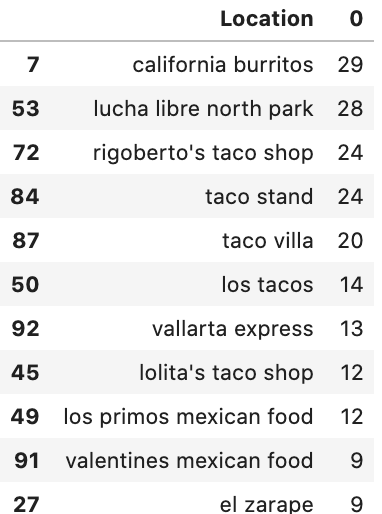 Location 0
7 california burritos 29
53 lucha libre north park 28
72 rigoberto's taco shop 24
84 taco stand 24
87 taco villa 20
50 los tacos 14
92 vallarta express 13
45 lolita's taco shop 12
49 los primos mexican food 12
91 valentines mexican food 9
27 el zarape 9